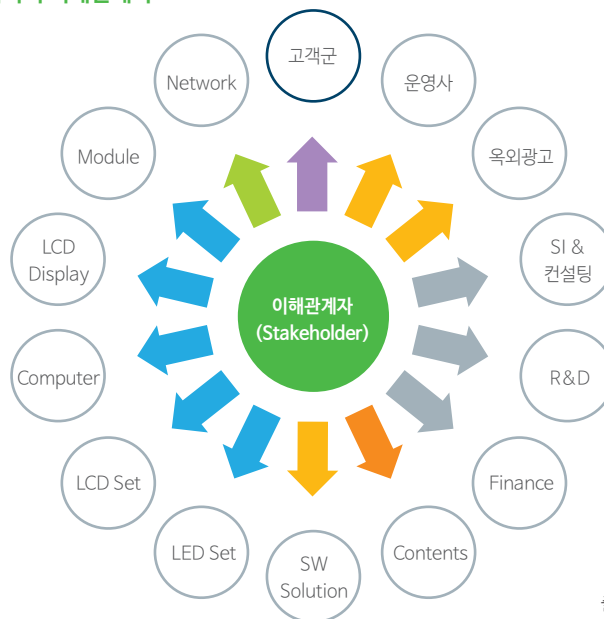 고객군
Network
운영사
Module
옥외광고
LCD
Display
SI &
컨설팅
이해관계자
(Stakeholder)
Computer
R&D
LCD Set
Finance
LED Set
Contents
SW
Solution